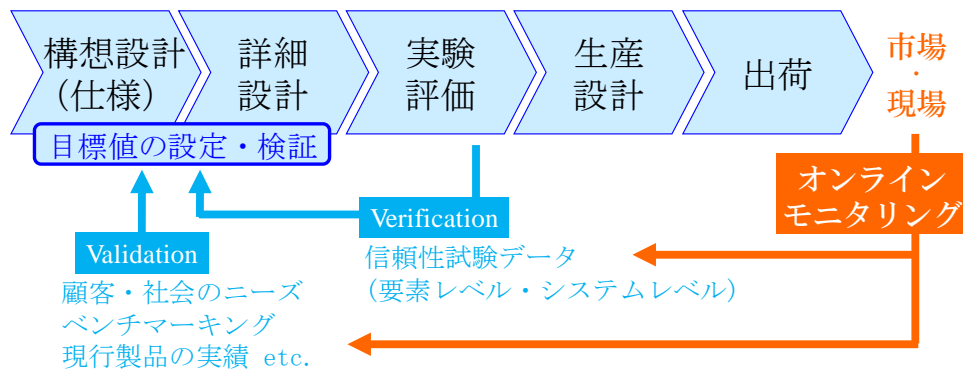 構想設計
(仕様)
詳細
設計
実験
評価
生産
設計
出荷
市場
・
現場
目標値の設定・検証
オンライン
モニタリング
Verification
信頼性試験データ
(要素レベル・システムレベル)
Validation
顧客・社会のニーズ
ベンチマーキング
現行製品の実績 etc.